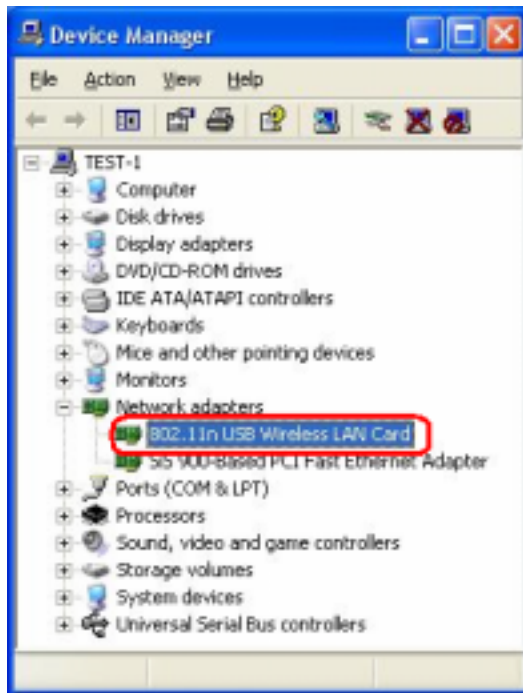 Device Manager
File Action View Help
TEST-1
Computer
Disk drives
Display adapters
DVD/CD-ROM drives
IDE ATA/ATAPI controllers
Keyboards
Mice and other pointing devices
Monitors
Network adapters
802.11n USB Wireless LAN Card
SiS 900-Based PCI Fast Ethernet Adapter
Ports (COM & LPT)
Processors
Sound, video and game controllers
Storage volumes
System devices
Universal Serial Bus controllers